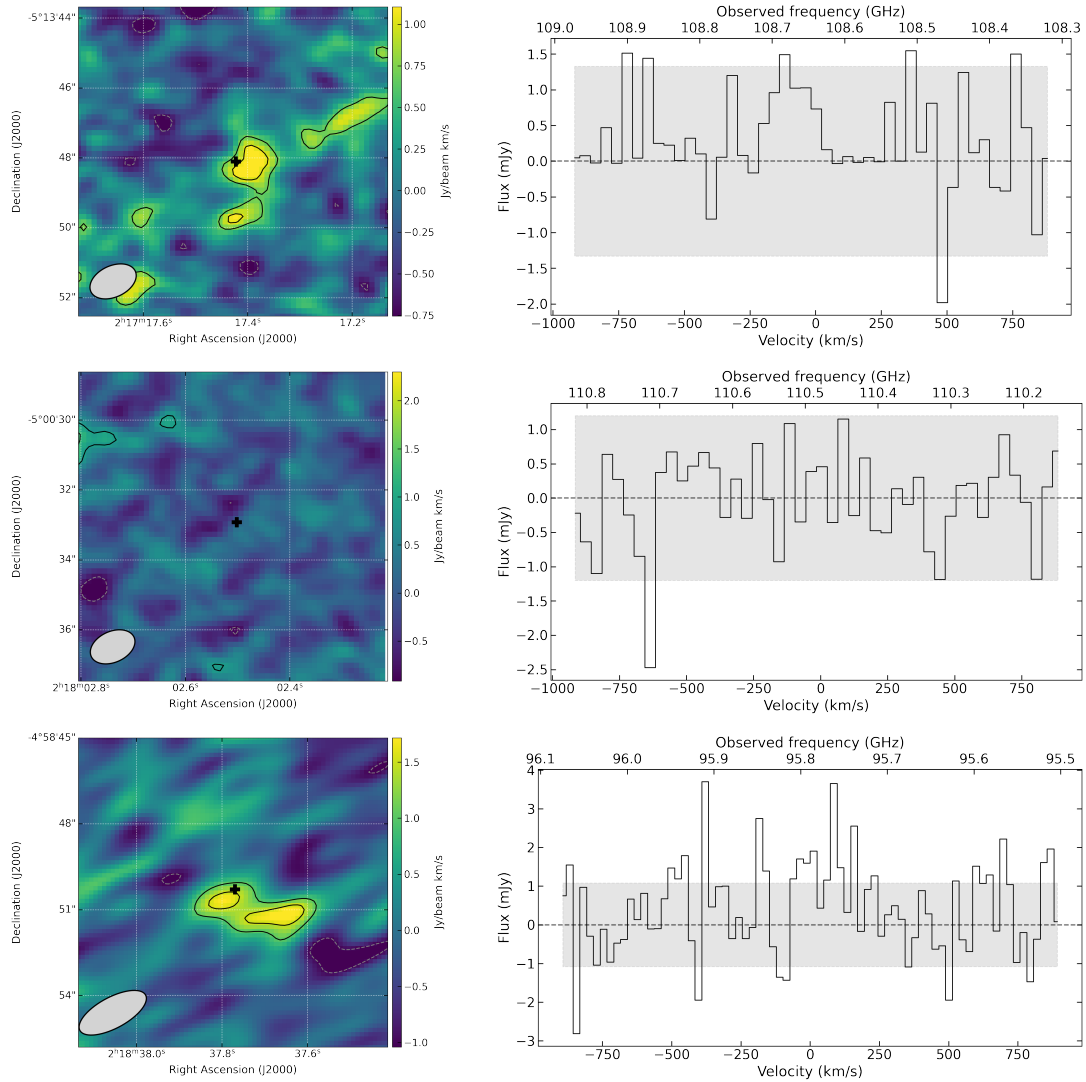 -5°13'44"
46"
48"
50"
52"
2ʰ17ᵐ17.6ˢ 17.4ˢ 17.2ˢ
Right Ascension (J2000)
Declination (J2000)
1.00
0.75
0.50
0.25
0.00
−0.25
−0.50
−0.75
Jy/beam km/s
Observed frequency (GHz)
109.0 108.9 108.8 108.7 108.6 108.5 108.4 108.3
1.5
1.0
0.5
0.0
−0.5
−1.0
−1.5
−2.0
Flux (mJy)
−1000 −750 −500 −250 0 250 500 750
Velocity (km/s)
-5°00'30"
32"
34"
36"
2ʰ18ᵐ02.8ˢ 02.6ˢ 02.4ˢ
Right Ascension (J2000)
Declination (J2000)
2.0
1.5
1.0
0.5
0.0
−0.5
Jy/beam km/s
Observed frequency (GHz)
110.8 110.7 110.6 110.5 110.4 110.3 110.2
1.0
0.5
0.0
−0.5
−1.0
−1.5
−2.0
−2.5
Flux (mJy)
−1000 −750 −500 −250 0 250 500 750
Velocity (km/s)
-4°58'45"
48"
51"
54"
2ʰ18ᵐ38.0ˢ 37.8ˢ 37.6ˢ
Right Ascension (J2000)
Declination (J2000)
1.5
1.0
0.5
0.0
−0.5
−1.0
Jy/beam km/s
Observed frequency (GHz)
96.1 96.0 95.9 95.8 95.7 95.6 95.5
4
3
2
1
0
−1
−2
−3
Flux (mJy)
−750 −500 −250 0 250 500 750
Velocity (km/s)